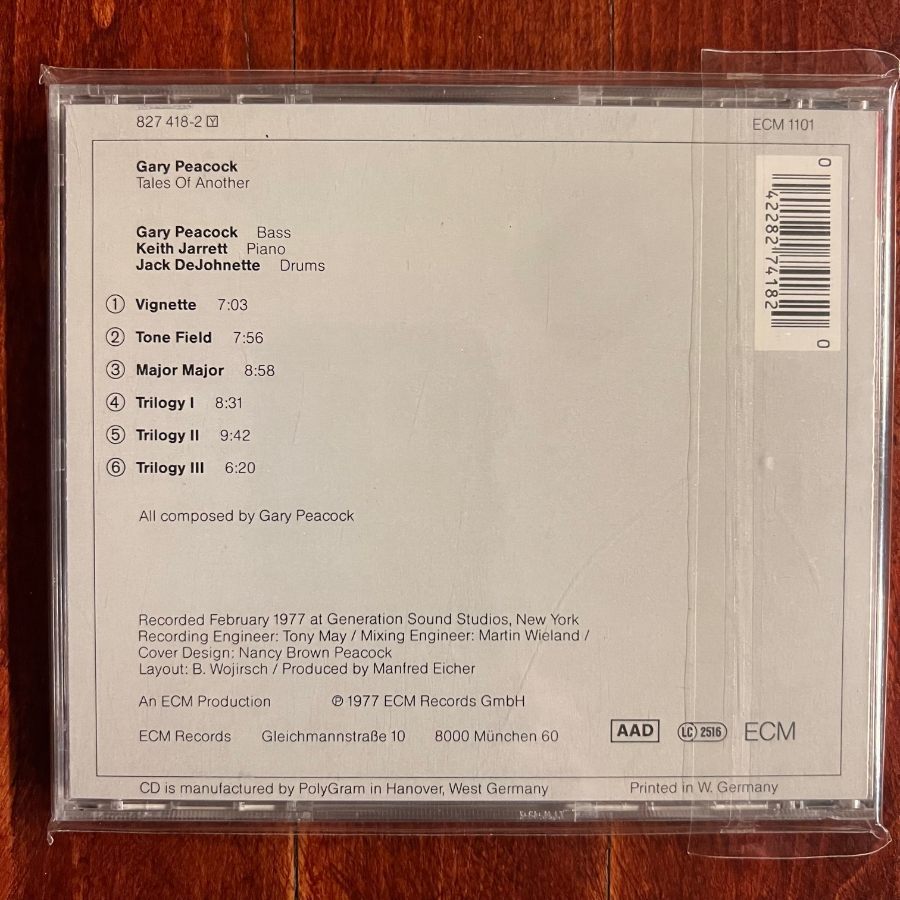 827 418-2 Y
ECM 1101
Gary Peacock
Tales Of Another
Gary Peacock Bass
Keith Jarrett Piano
Jack DeJohnette Drums
① Vignette 7:03
② Tone Field 7:56
③ Major Major 8:58
④ Trilogy I 8:31
⑤ Trilogy II 9:42
⑥ Trilogy III 6:20
All composed by Gary Peacock
Recorded February 1977 at Generation Sound Studios, New York
Recording Engineer: Tony May / Mixing Engineer: Martin Wieland /
Cover Design: Nancy Brown Peacock
Layout: B. Wojirsch / Produced by Manfred Eicher
An ECM Production ℗ 1977 ECM Records GmbH
ECM Records Gleichmannstraße 10 8000 München 60
AAD LC 2516 ECM
CD is manufactured by PolyGram in Hanover, West Germany
Printed in W. Germany
0 42282 74182 0